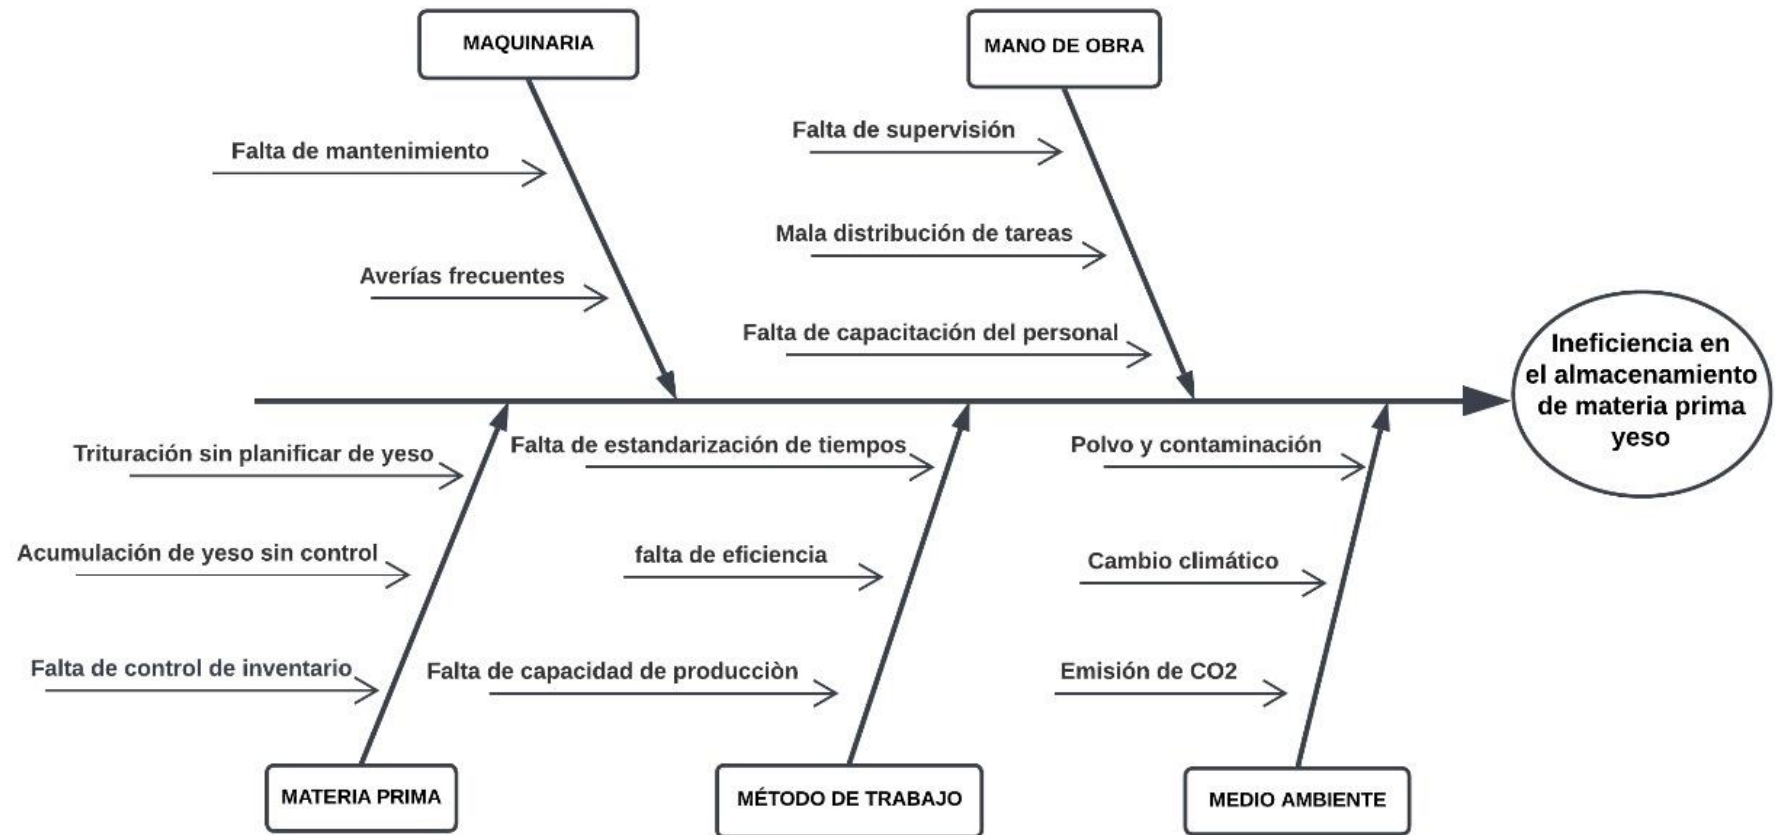 MAQUINARIA
MANO DE OBRA
Falta de mantenimiento
Averías frecuentes
Falta de supervisión
Mala distribución de tareas
Falta de capacitación del personal
Ineficiencia en
el almacenamiento
de materia prima
yeso
Trituración sin planificar de yeso
Acumulación de yeso sin control
Falta de control de inventario
Falta de estandarización de tiempos
falta de eficiencia
Falta de capacidad de producciòn
Polvo y contaminación
Cambio climático
Emisión de CO2
MATERIA PRIMA
MÉTODO DE TRABAJO
MEDIO AMBIENTE